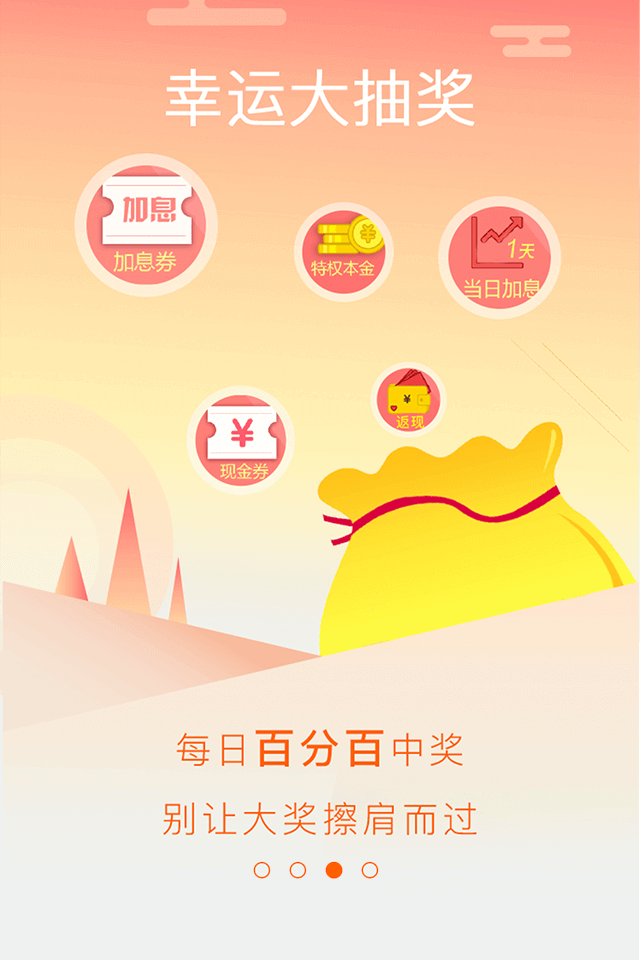 幸运大抽奖
加息
加息券
¥
特权本金
1天
当日加息
¥
现金券
¥
返现
每日百分百中奖
别让大奖擦肩而过